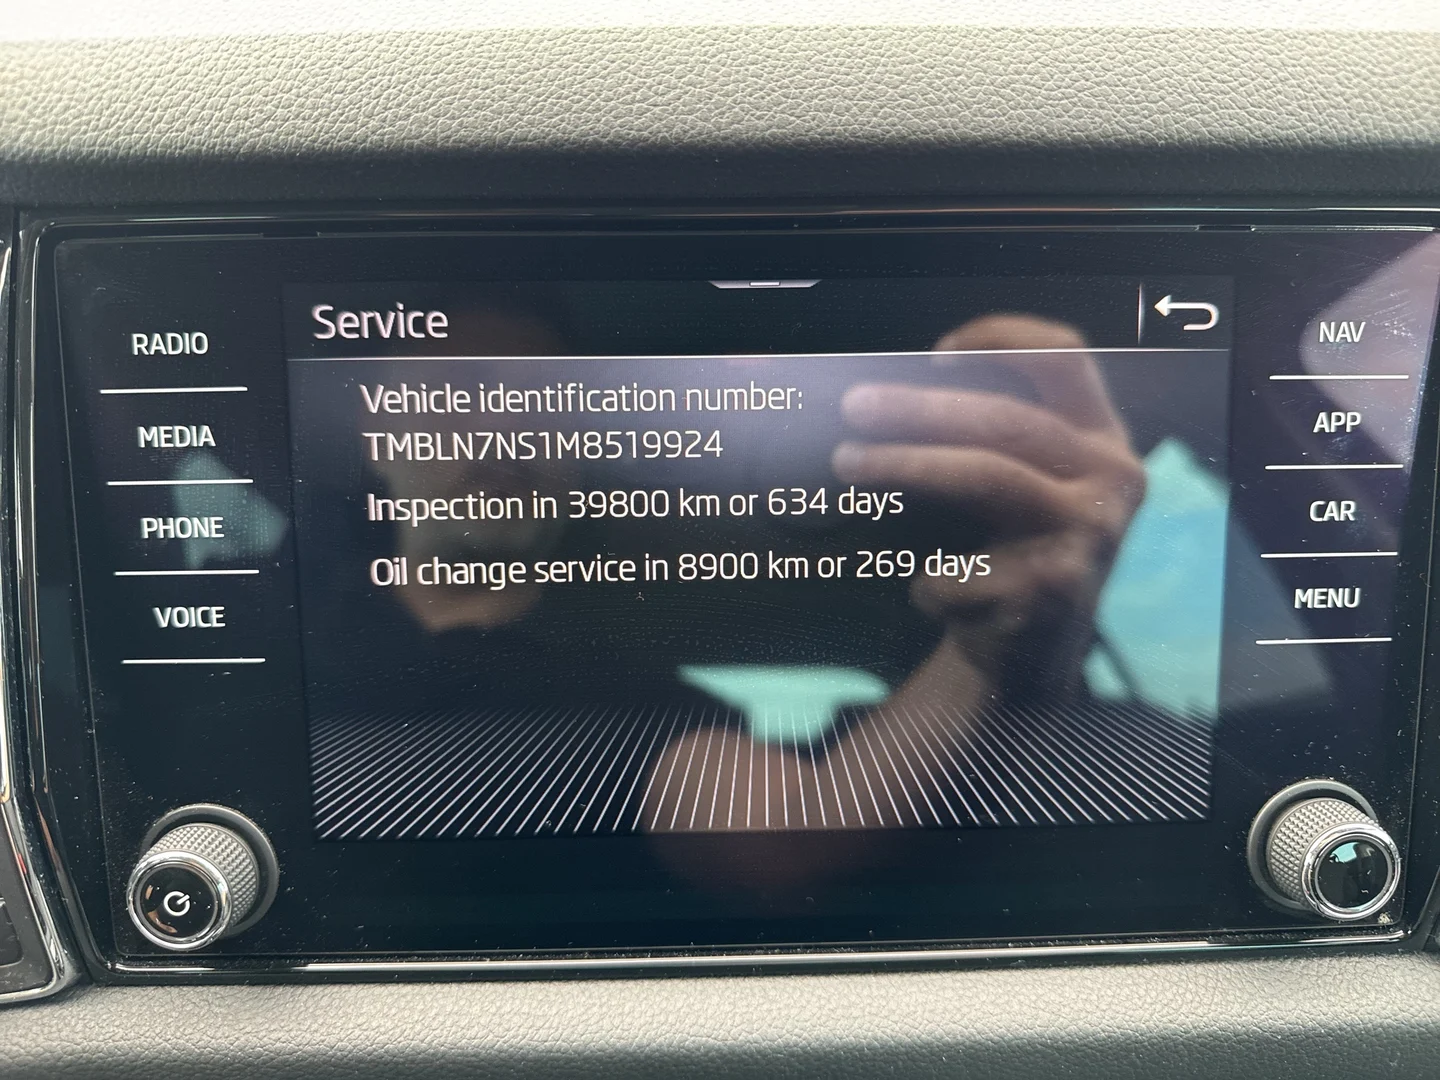 Service
RADIO
MEDIA
PHONE
VOICE
Vehicle identification number:
TMBLN7NS1M8519924
Inspection in 39800 km or 634 days
Oil change service in 8900 km or 269 days
NAV
APP
CAR
MENU